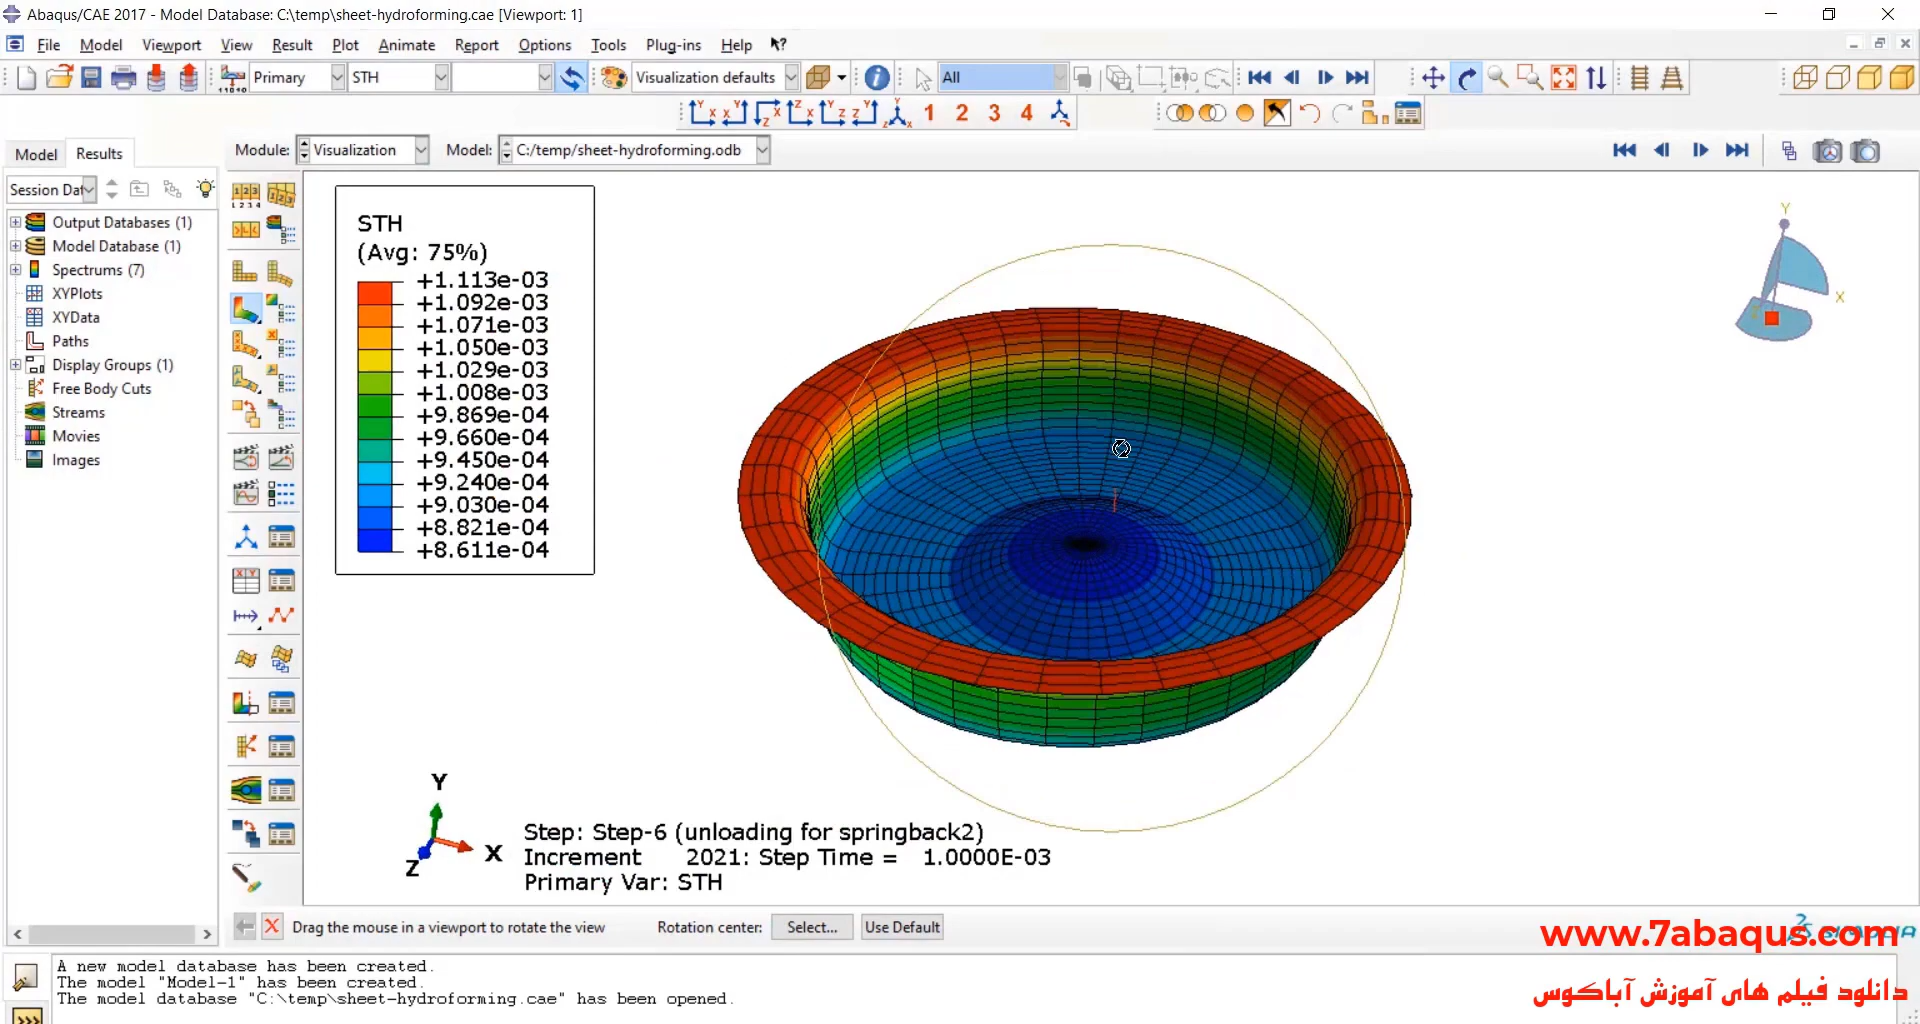 Abaqus/CAE 2017 - Model Database: C:\temp\sheet-hydroforming.cae [Viewport: 1]
File Model Viewport View Result Plot Animate Report Options Tools Plug-ins Help
Primary STH Visualization defaults All
1 2 3 4
Model Results
Module: Visualization Model: C:/temp/sheet-hydroforming.odb
Session Dat
Output Databases (1)
Model Database (1)
Spectrums (7)
XYPlots
XYData
Paths
Display Groups (1)
Free Body Cuts
Streams
Movies
Images
STH
(Avg: 75%)
+1.113e-03
+1.092e-03
+1.071e-03
+1.050e-03
+1.029e-03
+1.008e-03
+9.869e-04
+9.660e-04
+9.450e-04
+9.240e-04
+9.030e-04
+8.821e-04
+8.611e-04
Y
X
Z
Y
X
Z
Step: Step-6 (unloading for springback2)
Increment 2021: Step Time = 1.0000E-03
Primary Var: STH
Drag the mouse in a viewport to rotate the view Rotation center: Select... Use Default
www.7abaqus.com
دانلود فیلم های آموزش آباکوس
A new model database has been created.
The model "Model-1" has been created.
The model database "C:\temp\sheet-hydroforming.cae" has been opened.
>>>